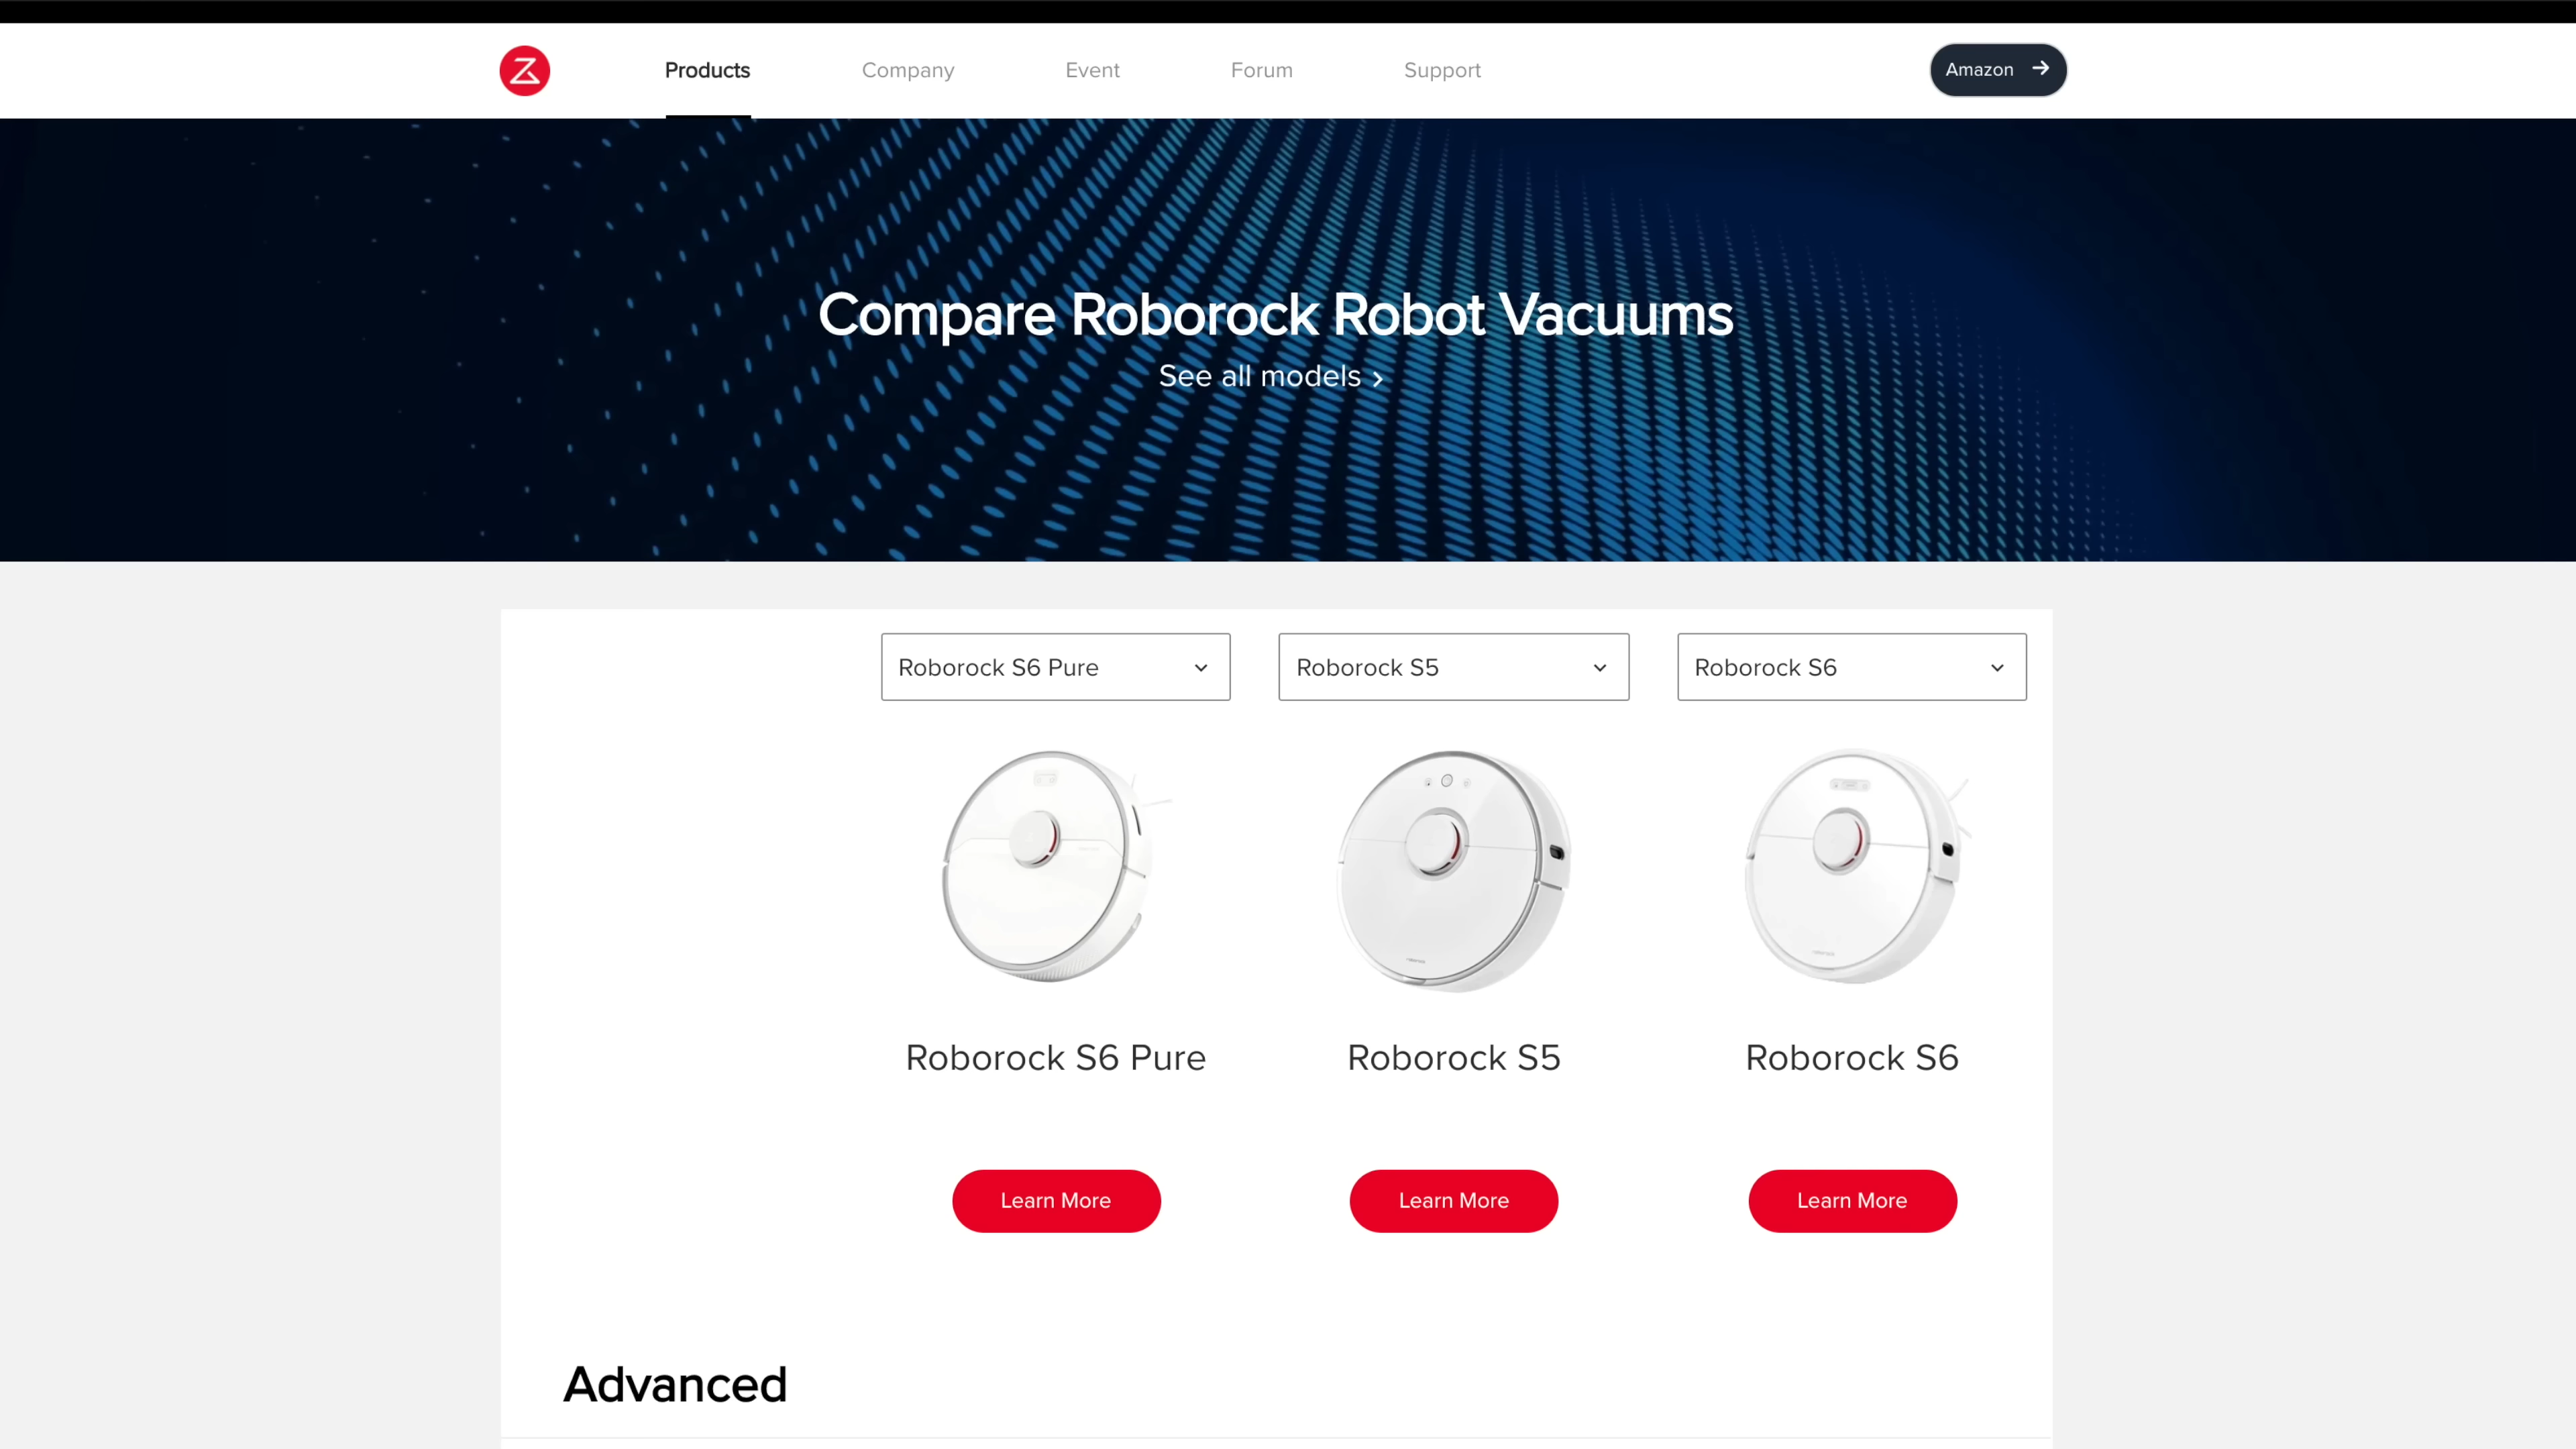 Products Company Event Forum Support Amazon
Compare Roborock Robot Vacuums
See all models
Roborock S6 Pure Roborock S5 Roborock S6
Roborock S6 Pure Roborock S5 Roborock S6
Learn More Learn More Learn More
Advanced